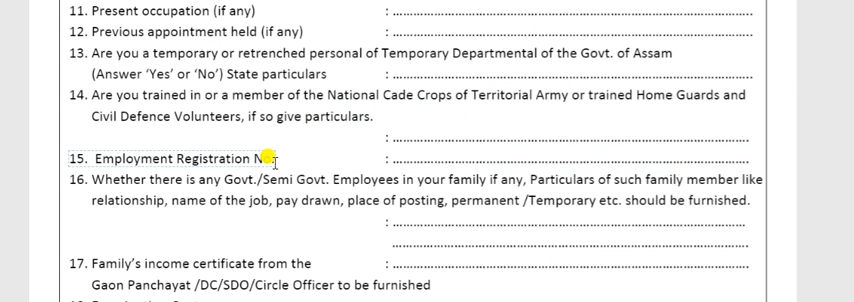 11. Present occupation (if any) : ....................................................................................
12. Previous appointment held (if any) : ....................................................................................
13. Are you a temporary or retrenched personal of Temporary Departmental of the Govt. of Assam
(Answer ‘Yes’ or ‘No’) State particulars : ....................................................................................
14. Are you trained in or a member of the National Cade Crops of Territorial Army or trained Home Guards and
Civil Defence Volunteers, if so give particulars.
: ....................................................................................
15. Employment Registration : ....................................................................................
16. Whether there is any Govt./Semi Govt. Employees in your family if any, Particulars of such family member like
relationship, name of the job, pay drawn, place of posting, permanent /Temporary etc. should be furnished.
: ....................................................................................
....................................................................................
17. Family’s income certificate from the : ....................................................................................
Gaon Panchayat /DC/SDO/Circle Officer to be furnished